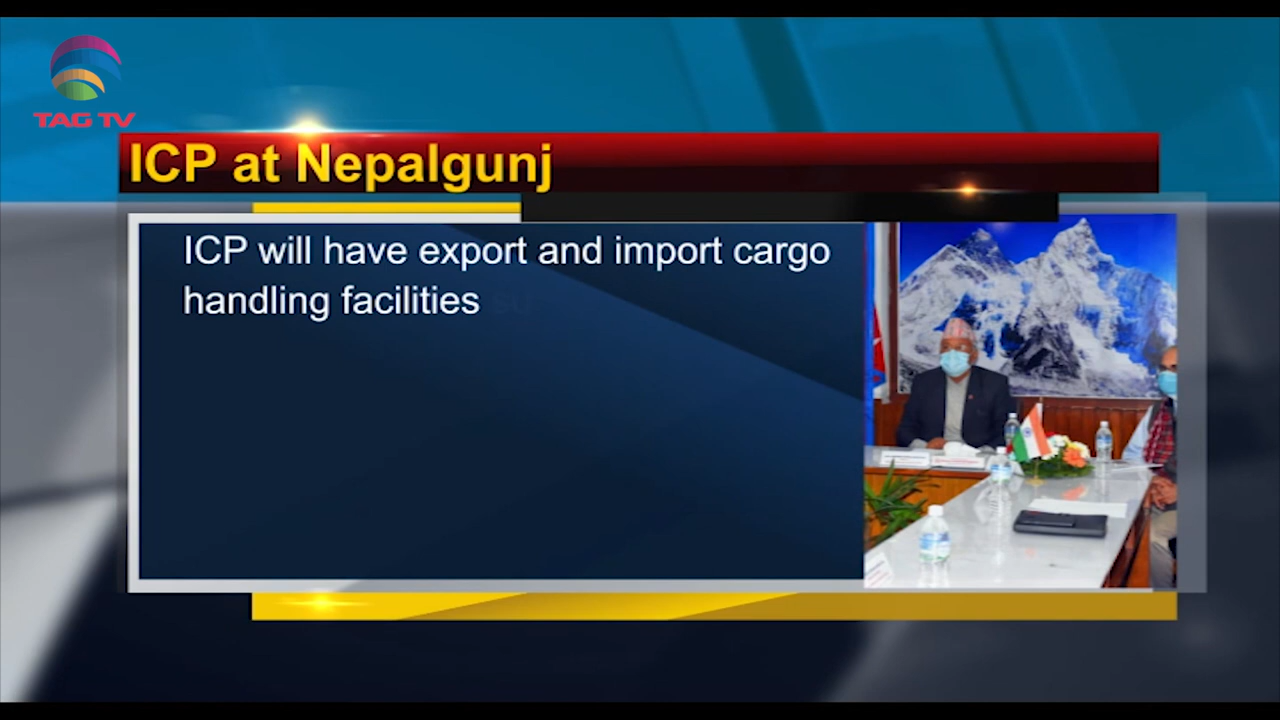 TAG TV
ICP at Nepalgunj
ICP will have export and import cargo
handling facilities